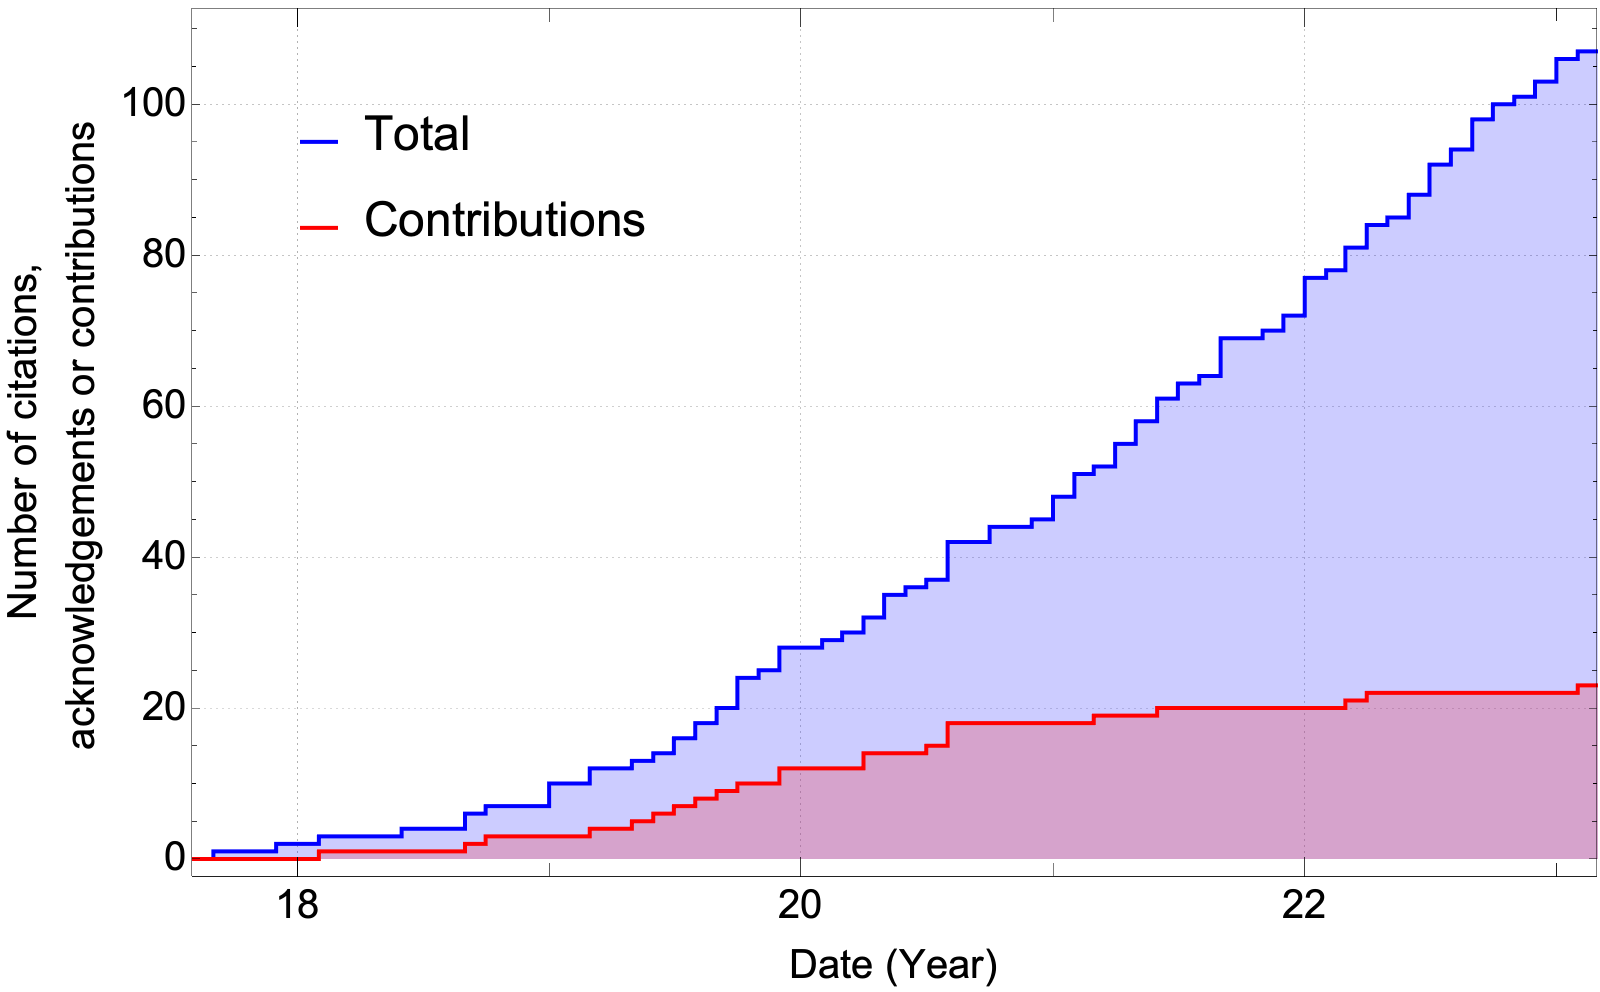 Number of citations,
acknowledgements or contributions
100
80
60
40
20
0
Total
Contributions
18
20
22
Date (Year)